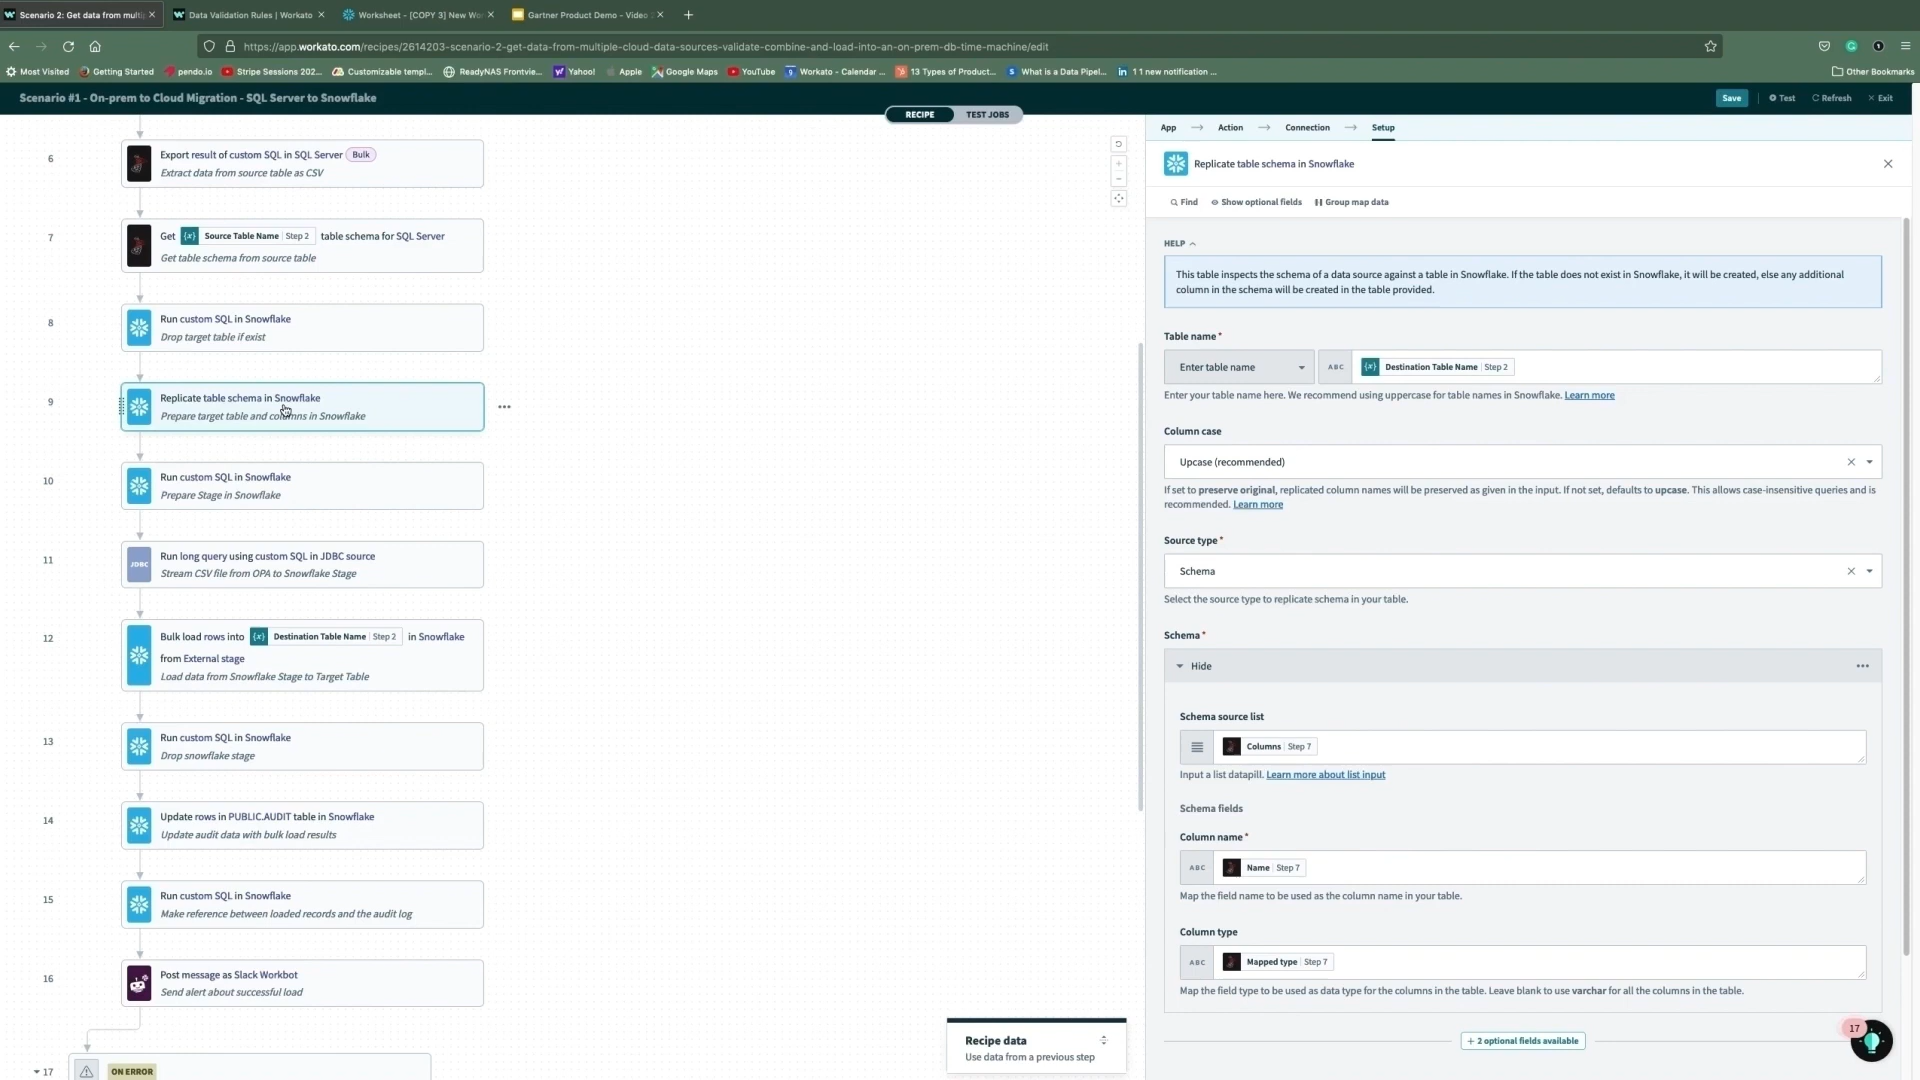 Scenario 2: Get data from multip
Data Validation Rules | Workato
Worksheet - [COPY 3] New Wo
Gartner Product Demo - Video 2
https://app.workato.com/recipes/2614203-scenario-2-get-data-from-multiple-cloud-data-sources-validate-combine-and-load-into-an-on-prem-db-time-machine/edit
Most Visited
Getting Started
pendo.io
Stripe Sessions 202...
Customizable templ...
ReadyNAS Frontvie...
Yahoo!
Apple
Google Maps
YouTube
Workato - Calendar ...
13 Types of Product...
What is a Data Pipel...
1 1 new notification ...
Other Bookmarks
Scenario #1 - On-prem to Cloud Migration - SQL Server to Snowflake
Save
Test
Refresh
Exit
RECIPE
TEST JOBS
6
Export result of custom SQL in SQL Server Bulk
Extract data from source table as CSV
7
Get Source Table Name Step 2 table schema for SQL Server
Get table schema from source table
8
Run custom SQL in Snowflake
Drop target table if exist
9
Replicate table schema in Snowflake
Prepare target table and columns in Snowflake
10
Run custom SQL in Snowflake
Prepare Stage in Snowflake
11
JDBC
Run long query using custom SQL in JDBC source
Stream CSV file from OPA to Snowflake Stage
12
Bulk load rows into Destination Table Name Step 2 in Snowflake
from External stage
Load data from Snowflake Stage to Target Table
13
Run custom SQL in Snowflake
Drop snowflake stage
14
Update rows in PUBLIC.AUDIT table in Snowflake
Update audit data with bulk load results
15
Run custom SQL in Snowflake
Make reference between loaded records and the audit log
16
Post message as Slack Workbot
Send alert about successful load
17
ON ERROR
Recipe data
Use data from a previous step
App
Action
Connection
Setup
Replicate table schema in Snowflake
Find
Show optional fields
Group map data
HELP
This table inspects the schema of a data source against a table in Snowflake. If the table does not exist in Snowflake, it will be created, else any additional
column in the schema will be created in the table provided.
Table name*
Enter table name
ABC
Destination Table Name Step 2
Enter your table name here. We recommend using uppercase for table names in Snowflake. Learn more
Column case
Upcase (recommended)
If set to preserve original, replicated column names will be preserved as given in the input. If not set, defaults to upcase. This allows case-insensitive queries and is
recommended. Learn more
Source type*
Schema
Select the source type to replicate schema in your table.
Schema*
Hide
Schema source list
Columns Step 7
Input a list datapill. Learn more about list input
Schema fields
Column name*
ABC
Name Step 7
Map the field name to be used as the column name in your table.
Column type
ABC
Mapped type Step 7
Map the field type to be used as data type for the columns in the table. Leave blank to use varchar for all the columns in the table.
+ 2 optional fields available
17